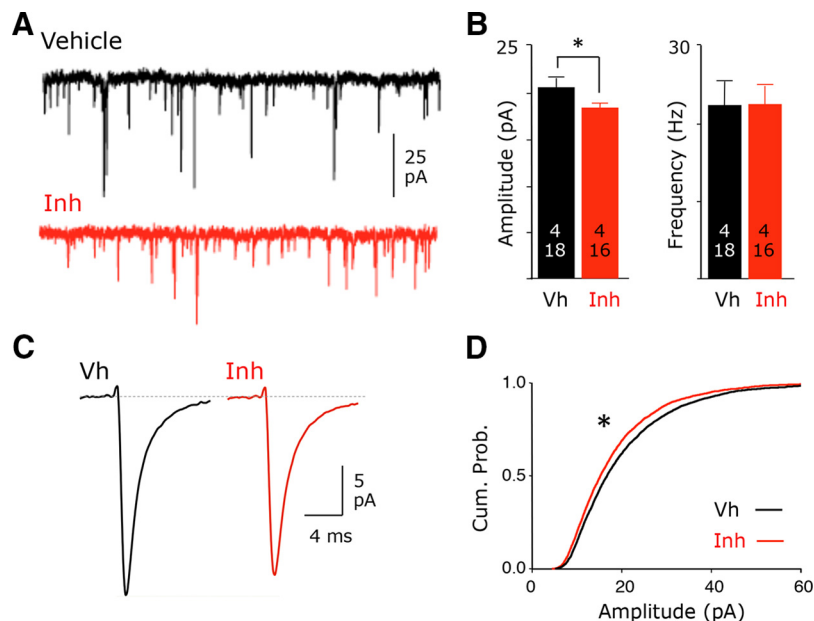 A
Vehicle
25
pA
Inh
B
25
*
Amplitude (pA)
4
18
4
16
Vh
Inh
30
Frequency (Hz)
4
18
4
16
Vh
Inh
C
Vh
Inh
5
pA
4 ms
D
1.0
*
Cum. Prob.
0.5
Vh
Inh
0.0
20
40
60
Amplitude (pA)